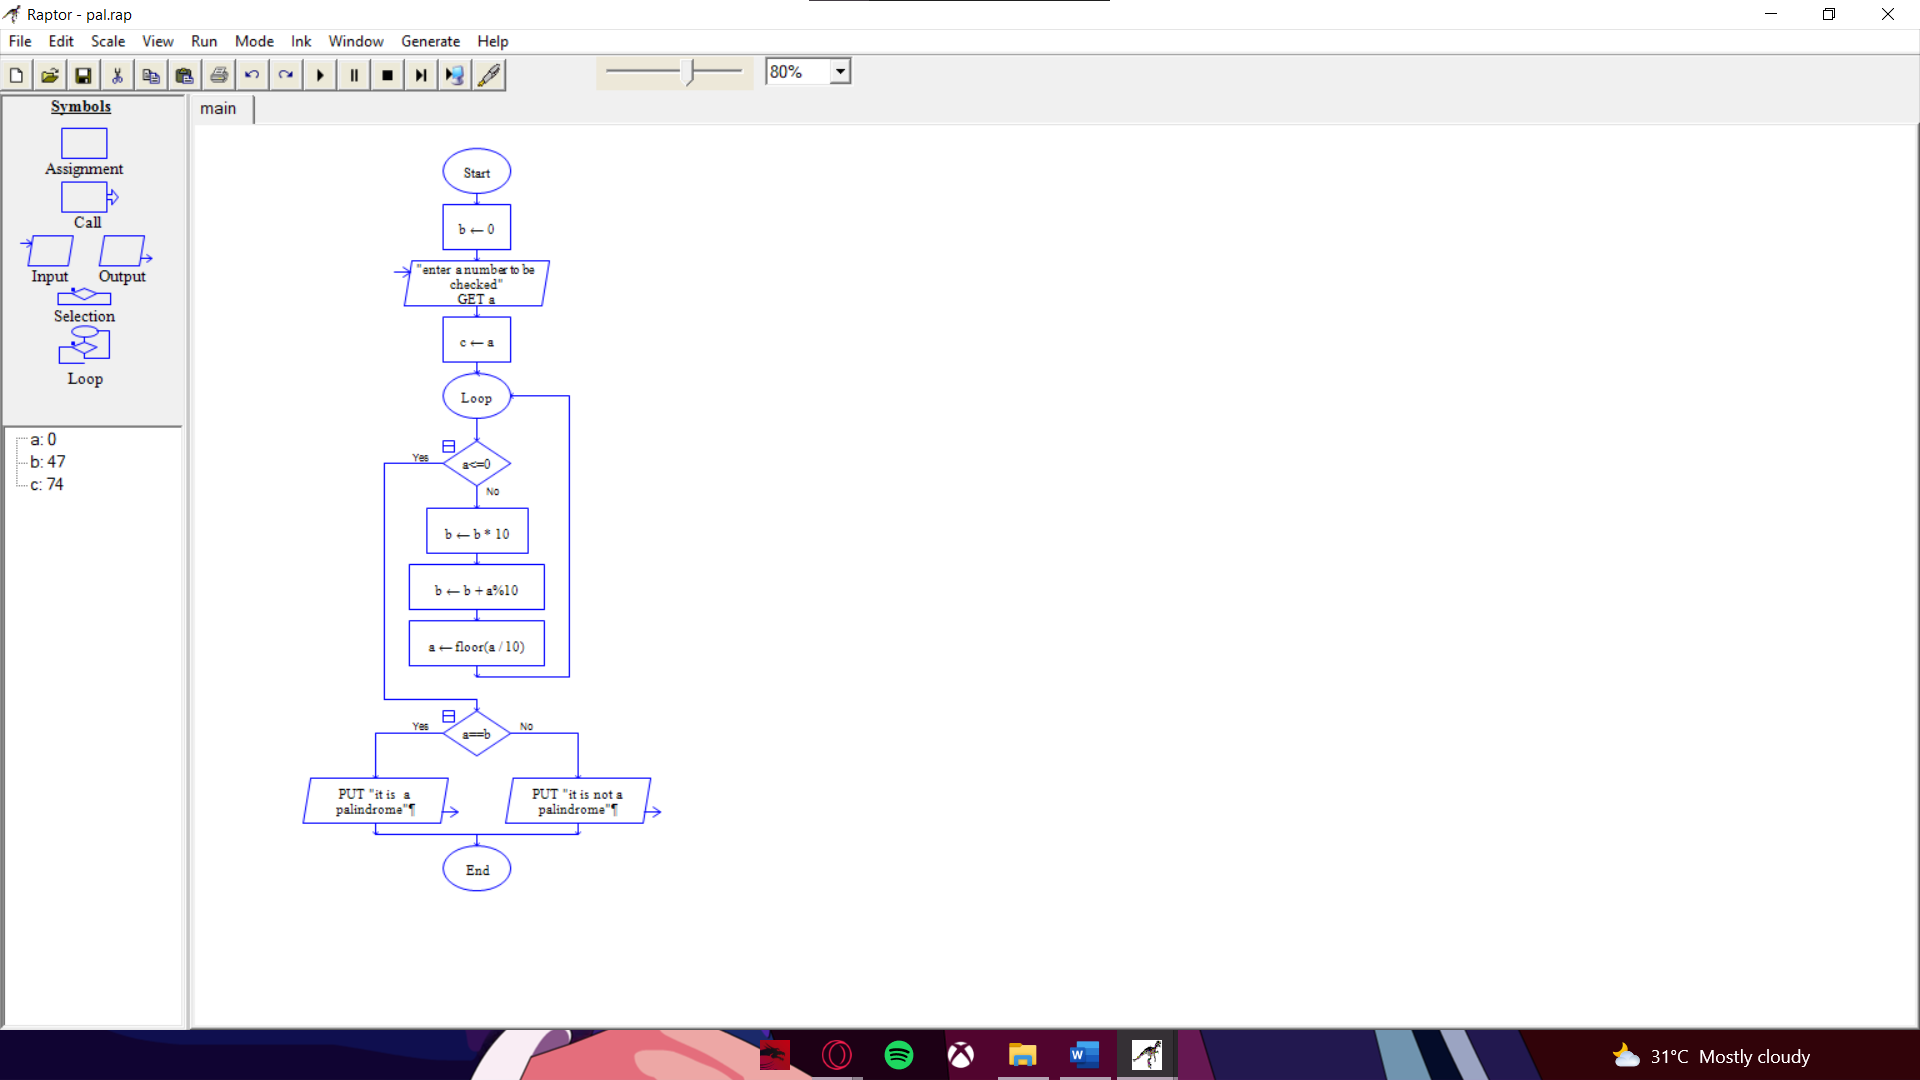 Raptor - pal.rap
File Edit Scale View Run Mode Ink Window Generate Help
80%
Symbols
Assignment
Call
Input Output
Selection
Loop
a: 0
b: 47
c: 74
main
Start
b ← 0
"enter a number to be
checked"
GET a
c ← a
Loop
Yes
a<=0
No
b ← b * 10
b ← b + a%10
a ← floor(a / 10)
Yes
a==b
No
PUT "it is a
palindrome"¶
PUT "it is not a
palindrome"¶
End
31°C Mostly cloudy